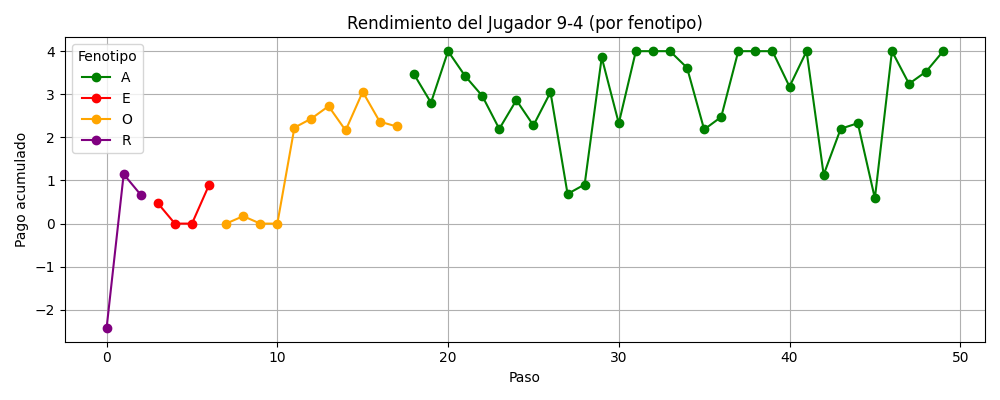 Rendimiento del Jugador 9-4 (por fenotipo)
Fenotipo
A
E
O
R
Pago acumulado
4
3
2
1
0
−1
−2
0 10 20 30 40 50
Paso